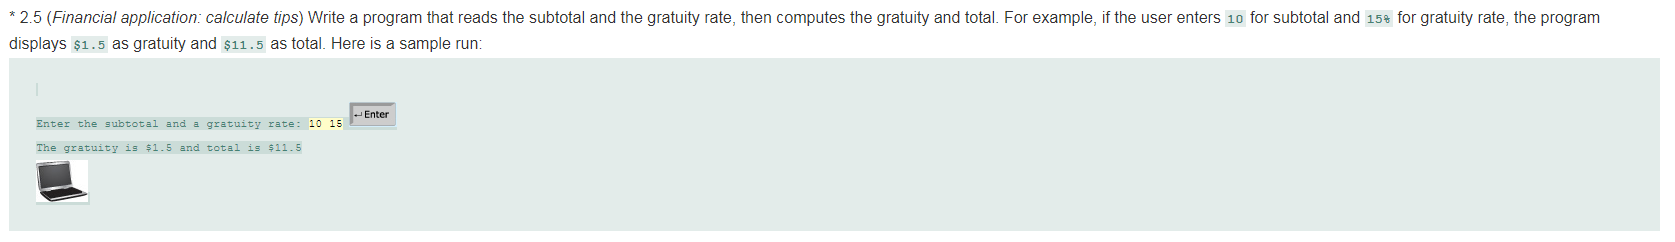 * 2.5 (Financial application: calculate tips) Write a program that reads the subtotal and the gratuity rate, then computes the gratuity and total. For example, if the user enters 10 for subtotal and 15% for gratuity rate, the program
displays $1.5 as gratuity and $11.5 as total. Here is a sample run:
Enter the subtotal and a gratuity rate: 10 15 ↵Enter
The gratuity is $1.5 and total is $11.5